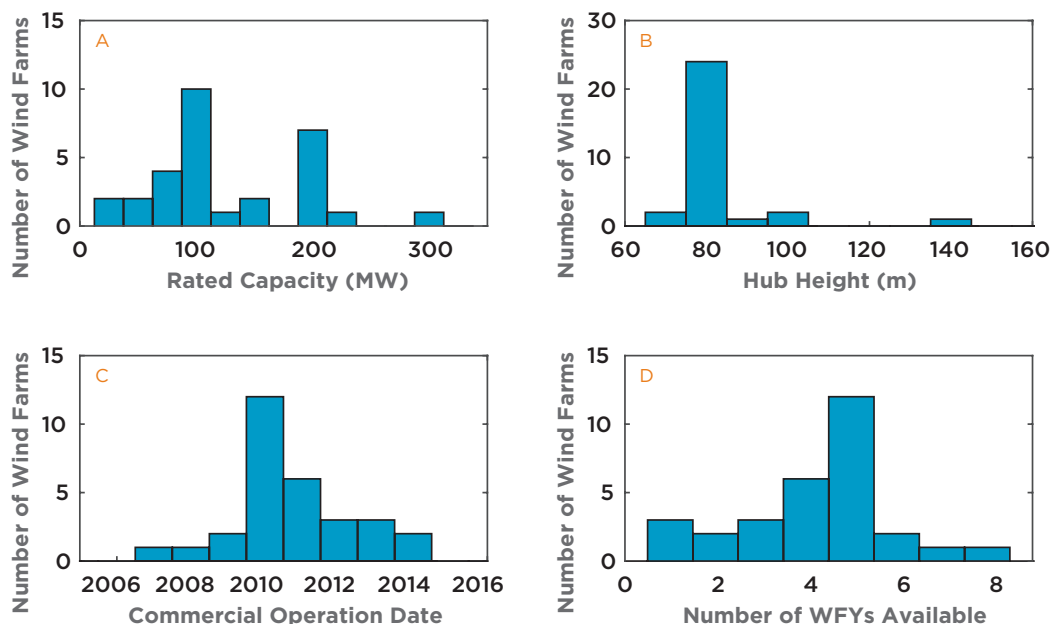 A
Number of Wind Farms
15
10
5
0
0 100 200 300
Rated Capacity (MW)
B
Number of Wind Farms
30
20
10
0
60 80 100 120 140 160
Hub Height (m)
C
Number of Wind Farms
15
10
5
0
2006 2008 2010 2012 2014 2016
Commercial Operation Date
D
Number of Wind Farms
15
10
5
0
0 2 4 6 8
Number of WFYs Available